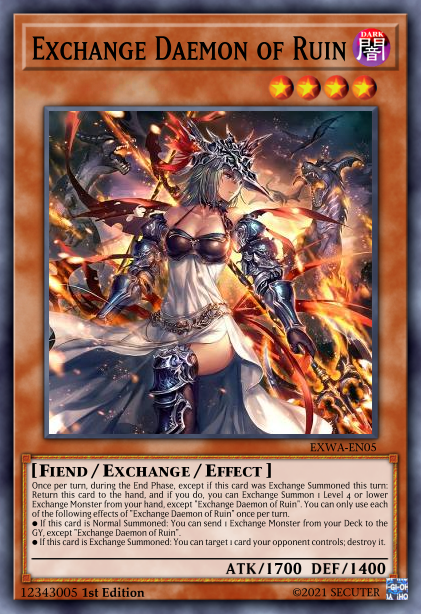 Exchange Daemon of Ruin
DARK
闇
EXWA-EN05
[Fiend / Exchange / Effect ]
Once per turn, during the End Phase, except if this card was Exchange Summoned this turn:
Return this card to the hand, and if you do, you can Exchange Summon 1 Level 4 or lower
Exchange Monster from your hand, except "Exchange Daemon of Ruin". You can only use each
of the following effects of "Exchange Daemon of Ruin" once per turn.
● If this card is Normal Summoned: You can send 1 Exchange Monster from your Deck to the
GY, except "Exchange Daemon of Ruin".
● If this card is Exchange Summoned: You can target 1 card your opponent controls; destroy it.
ATK/1700 DEF/1400
12343005 1st Edition
©2021 SECUTER